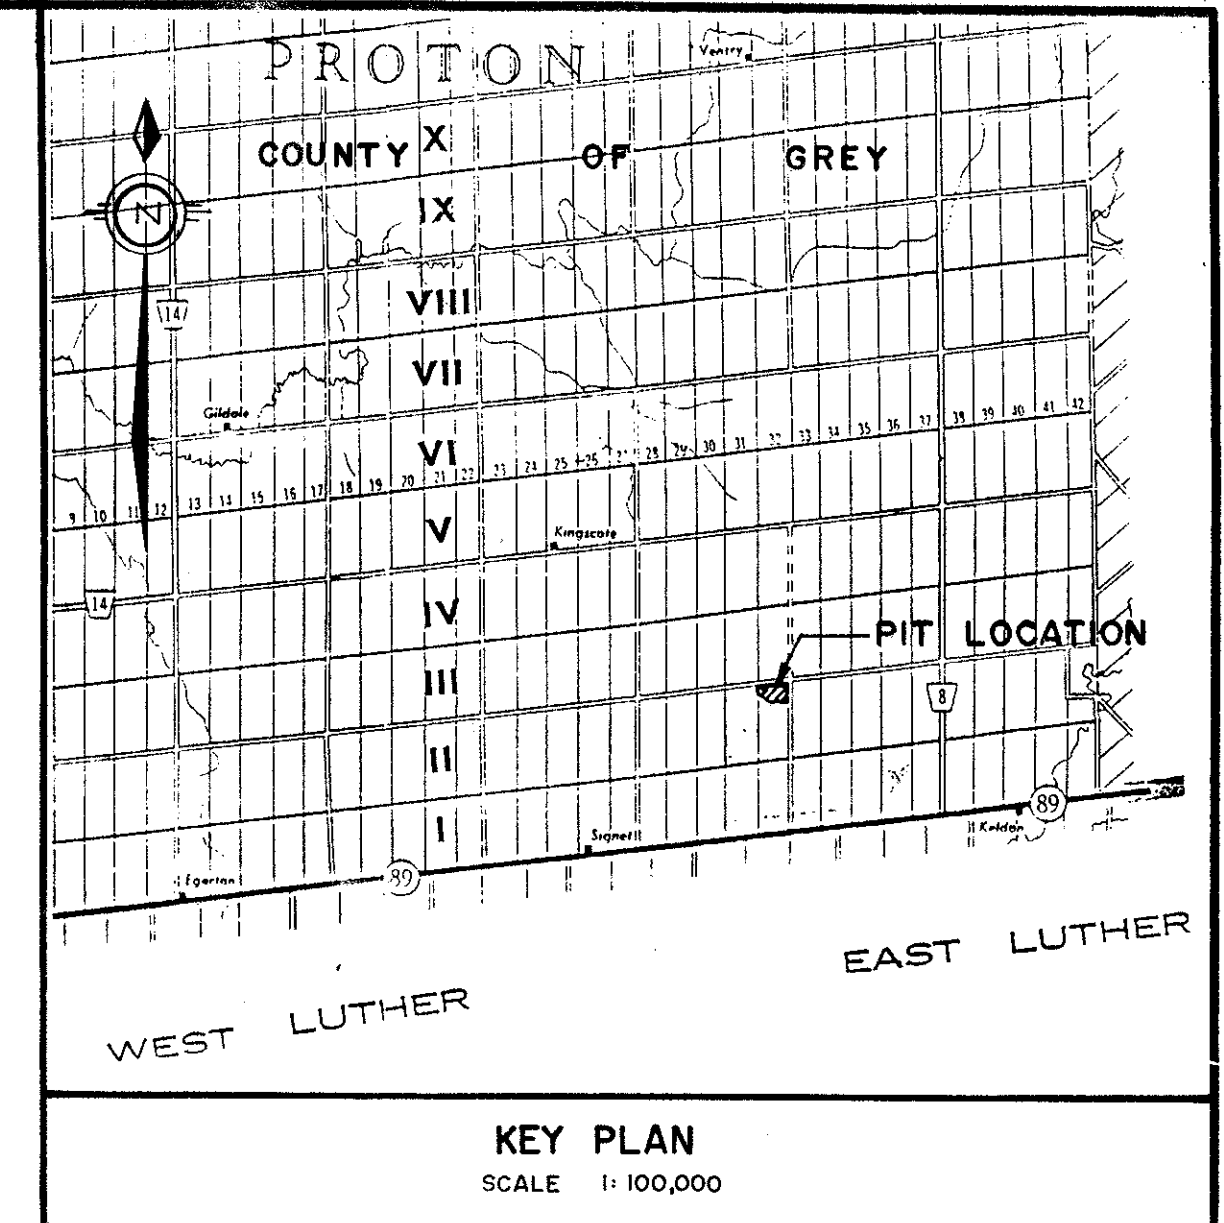 PROTON
Ventry
COUNTY OF GREY
X
N
IX
14
VIII
VII
Gildale
VI
9 10 11 12 13 14 15 16 17 18 19 20 21 22 23 24 25 26 28 29 30 31 32 33 34 35 36 37 38 39 40 41 42
V
Kingscote
14
IV
PIT LOCATION
III
8
II
89
I
Signet
Keldon
Egerton
89
EAST LUTHER
WEST LUTHER
KEY PLAN
SCALE 1: 100,000